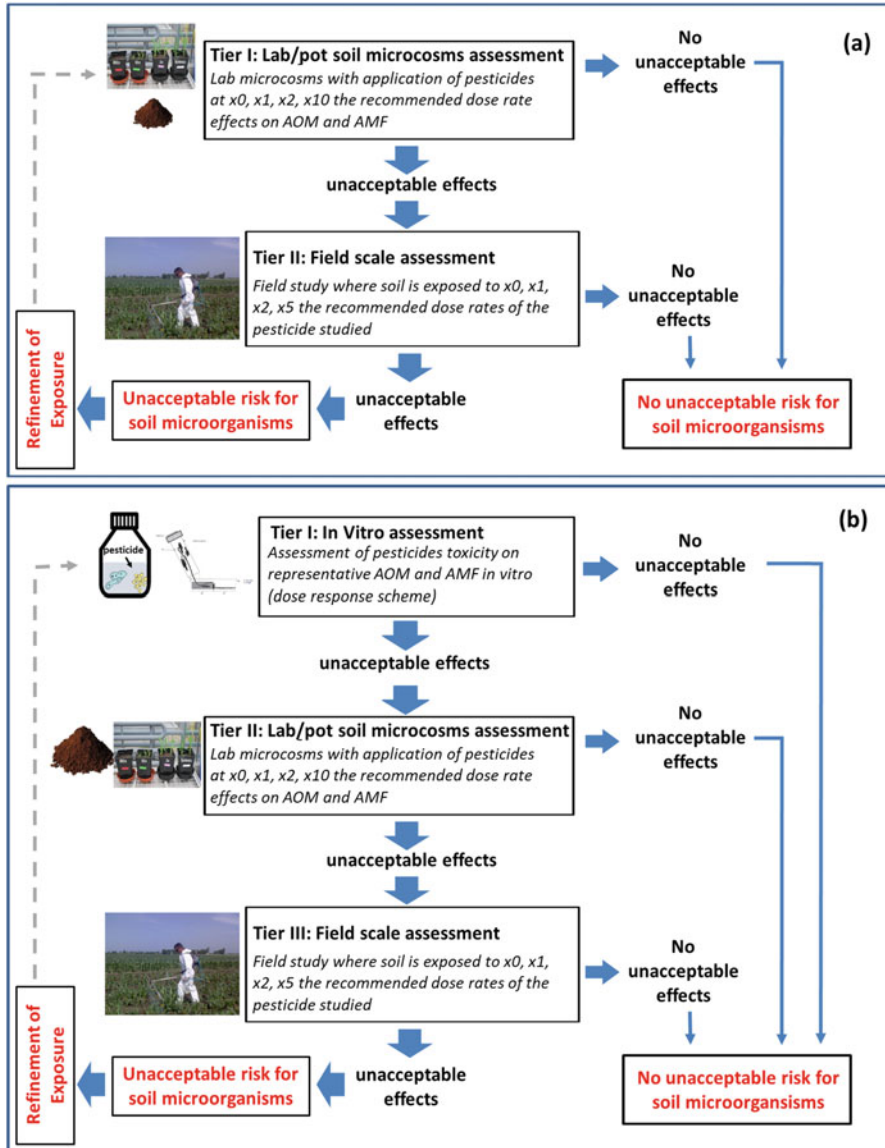 (a)
Tier I: Lab/pot soil microcosms assessment
Lab microcosms with application of pesticides
at x0, x1, x2, x10 the recommended dose rate
effects on AOM and AMF
No
unacceptable
effects
unacceptable effects
Tier II: Field scale assessment
Field study where soil is exposed to x0, x1,
x2, x5 the recommended dose rates of the
pesticide studied
No
unacceptable
effects
Refinement of
Exposure
Unacceptable risk for
soil microorganisms
unacceptable
effects
No unacceptable risk for
soil microorgansisms
(b)
pesticide
Tier I: In Vitro assessment
Assessment of pesticides toxicity on
representative AOM and AMF in vitro
(dose response scheme)
No
unacceptable
effects
unacceptable effects
Tier II: Lab/pot soil microcosms assessment
Lab microcosms with application of pesticides
at x0, x1, x2, x10 the recommended dose rate
effects on AOM and AMF
No
unacceptable
effects
unacceptable effects
Tier III: Field scale assessment
Field study where soil is exposed to x0, x1,
x2, x5 the recommended dose rates of the
pesticide studied
No
unacceptable
effects
Refinement of
Exposure
Unacceptable risk for
soil microorganisms
unacceptable
effects
No unacceptable risk for
soil microorgansisms